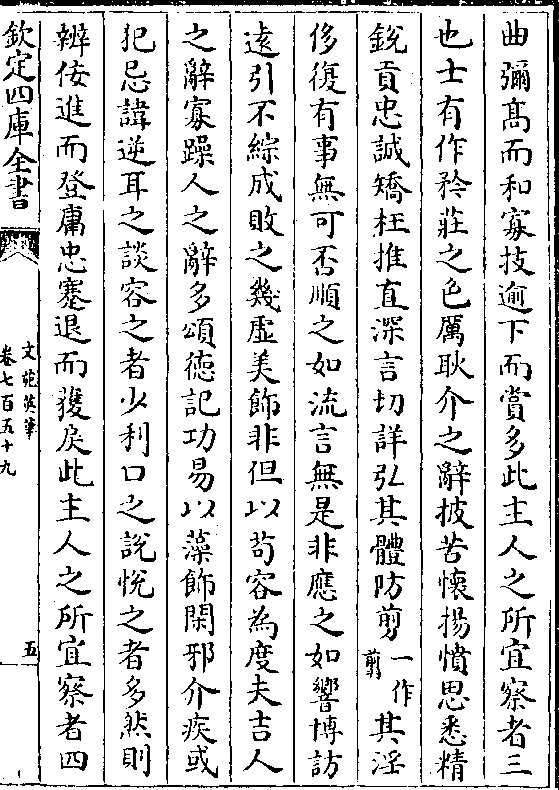 曲彌髙而和寡技逾下而賞多此主人之所宜察者三
也士有作矜莊之色厲耿介之辭披苦懷揚憤思悉精
銳貢忠誠矯枉推直深言切詳弘其體防剪一作翦其淫
侈復有事無可否順之如流言無是非應之如響博訪
逺引不綜成敗之幾虛美飾非但以苟容為度夫吉人
之辭寡躁人之辭多頌徳記功易以藻飾閑邪介疾或
犯忌諱逆耳之談容之者少利口之說悅之者多然則
辨佞進而登庸忠蹇退而獲戾此主人之所宜察者四
欽定四庫全書
文苑英華
卷七百五十九
五